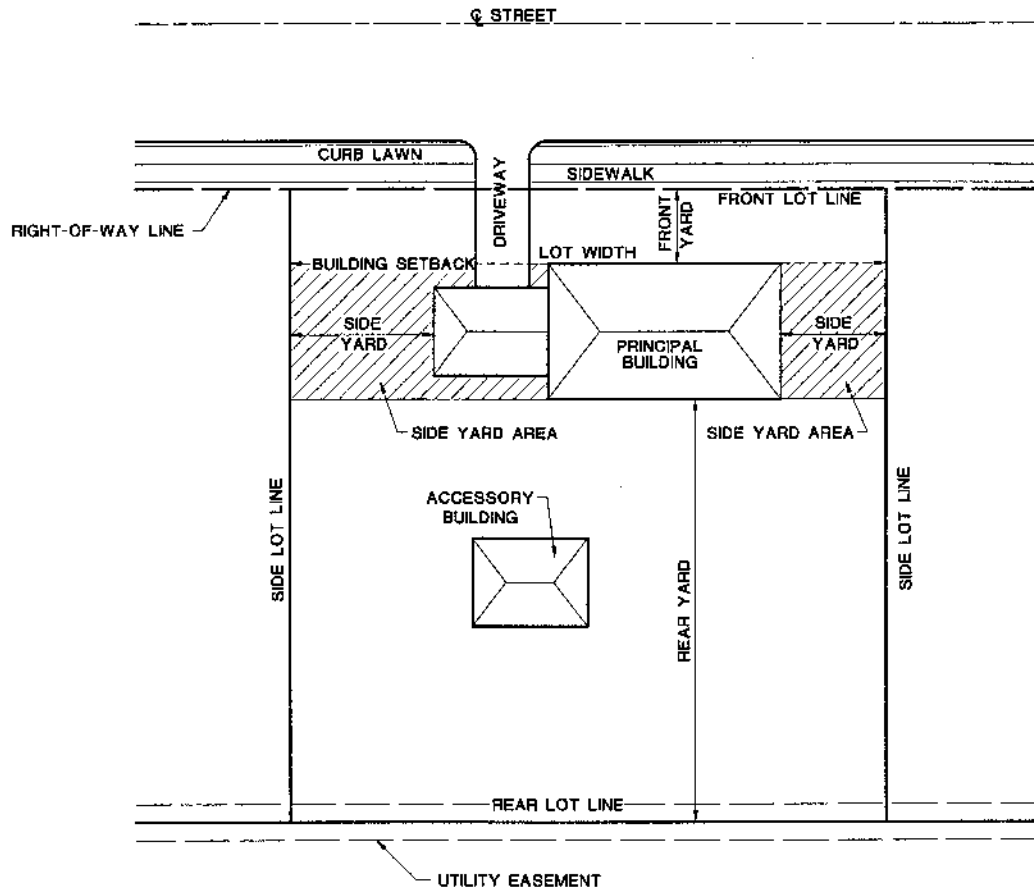 ℄ STREET
CURB LAWN
SIDEWALK
DRIVEWAY
FRONT LOT LINE
RIGHT-OF-WAY LINE
FRONT
YARD
LOT WIDTH
BUILDING SETBACK
SIDE
YARD
SIDE
YARD
PRINCIPAL
BUILDING
SIDE YARD AREA
SIDE YARD AREA
ACCESSORY
BUILDING
SIDE LOT LINE
SIDE LOT LINE
REAR YARD
REAR LOT LINE
UTILITY EASEMENT